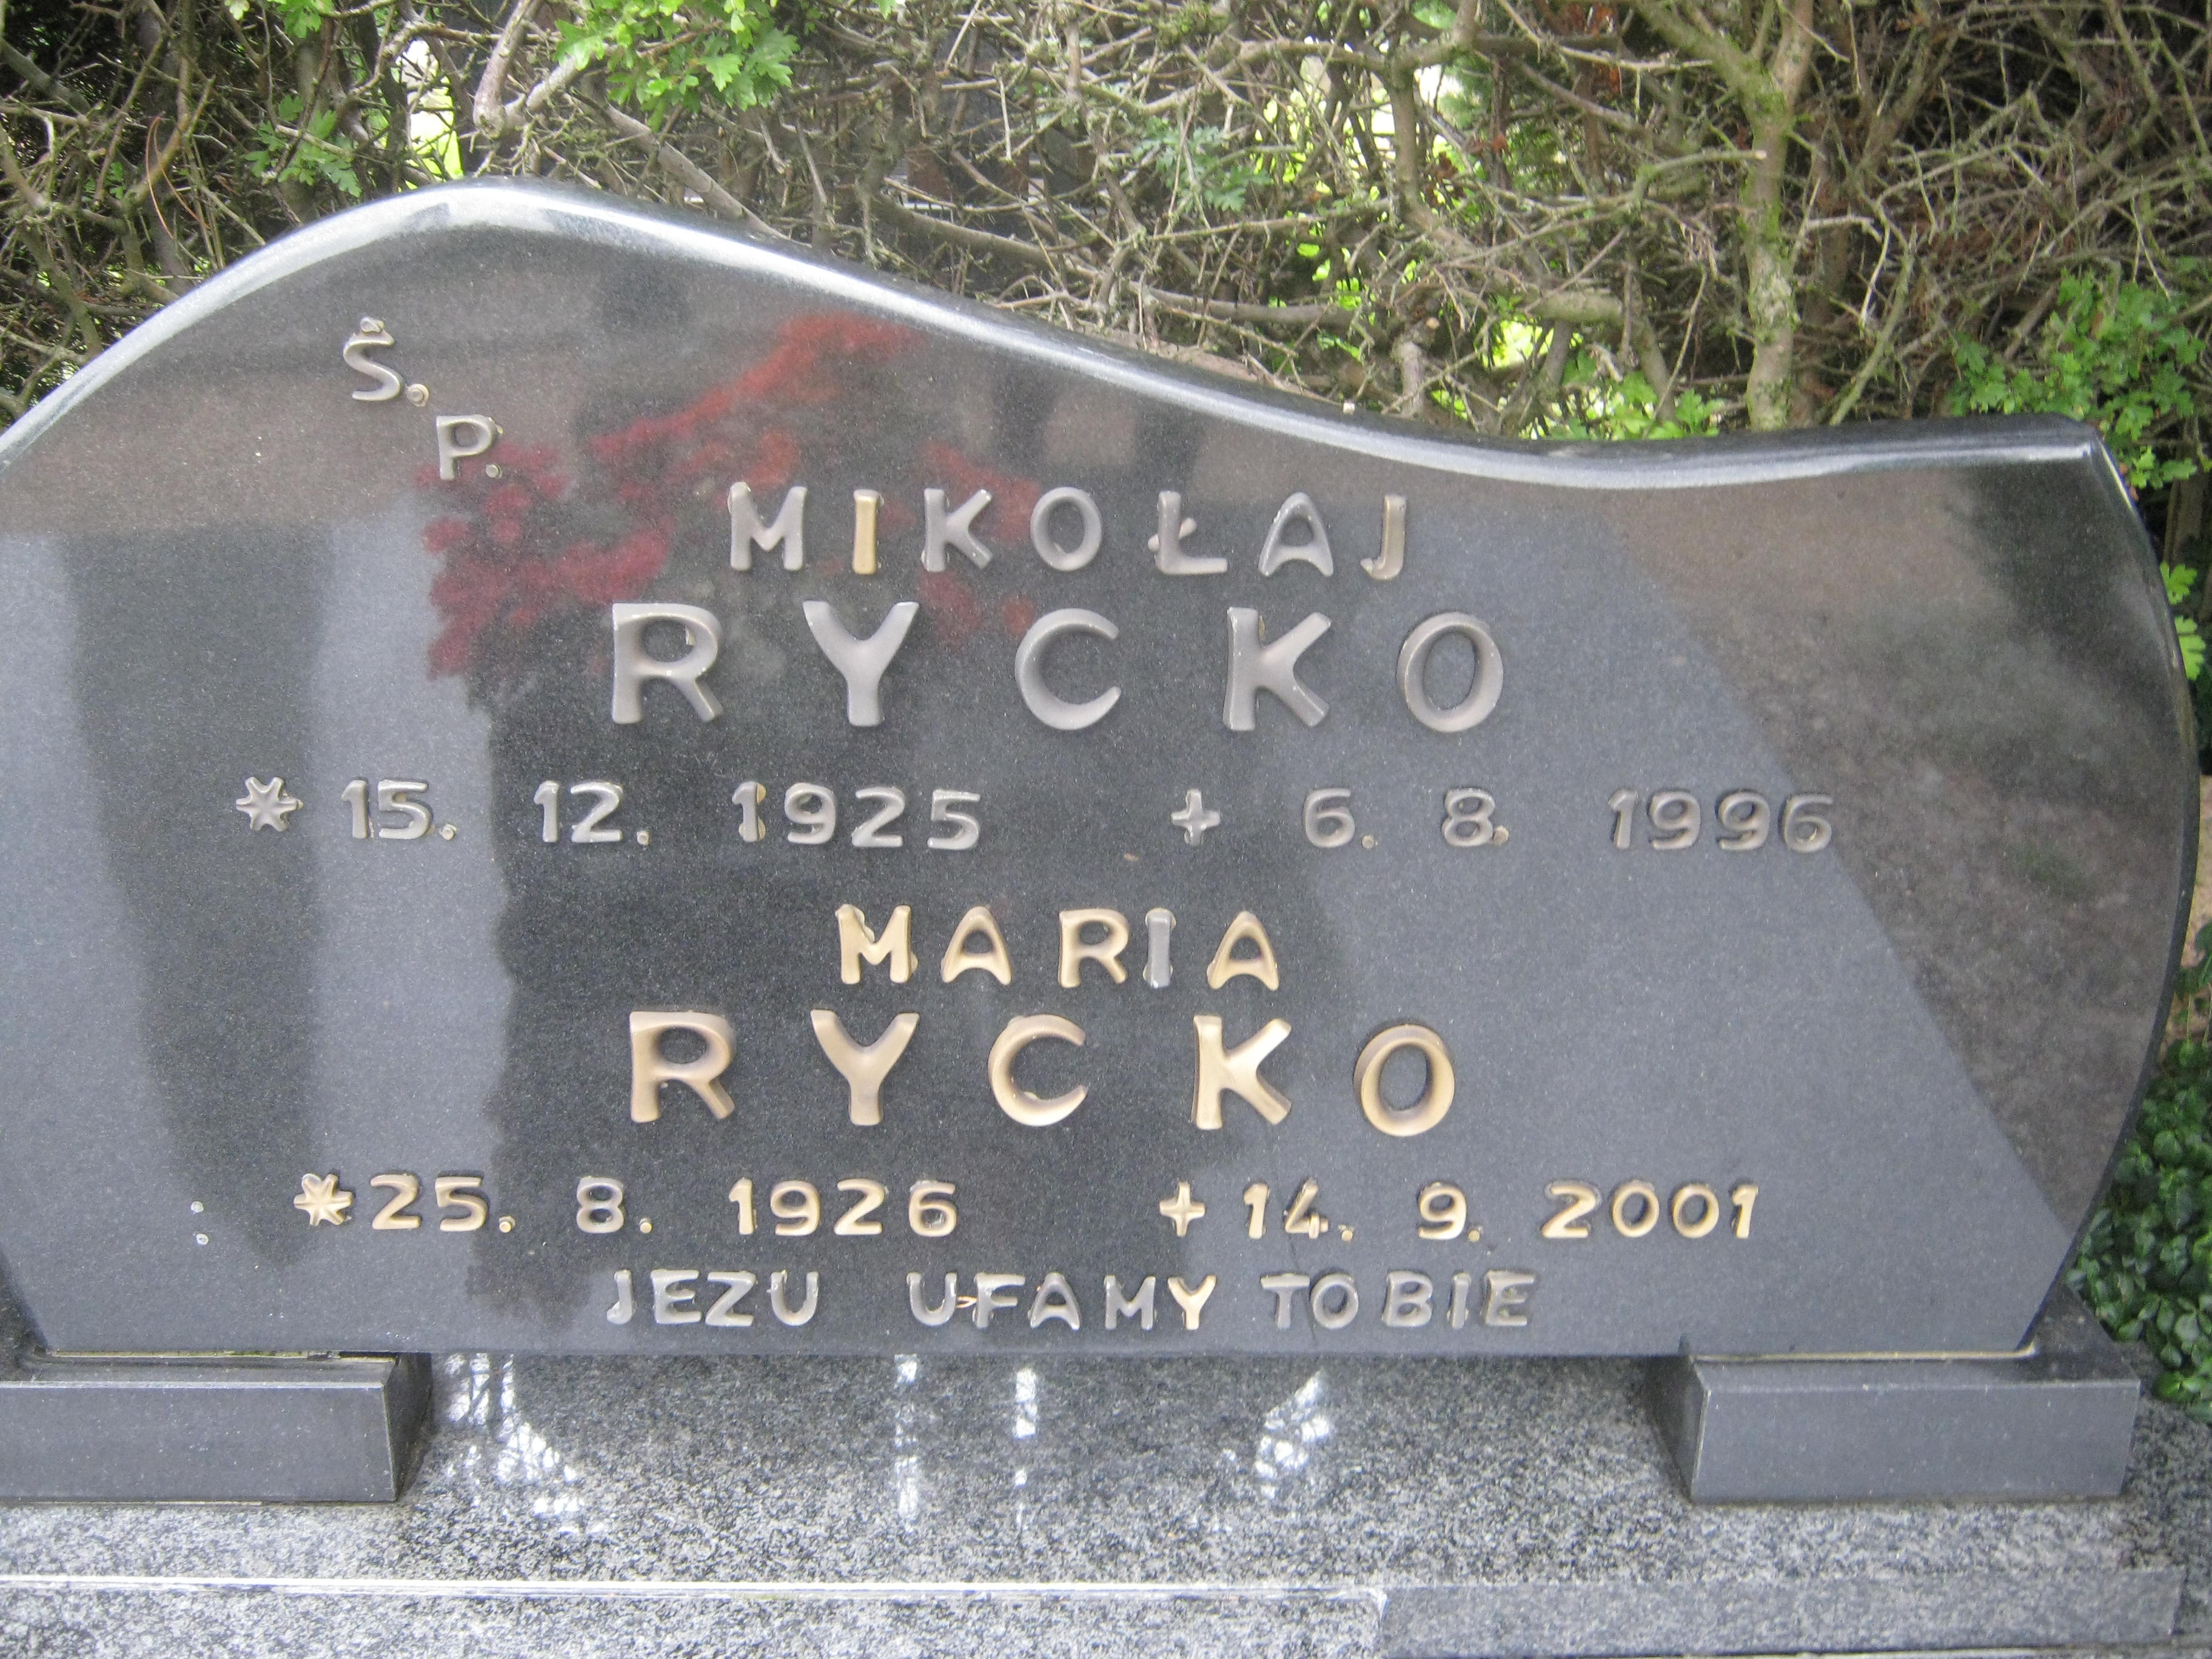 Ś.
P.
MIKOŁAJ
RYCKO
* 15. 12. 1925 + 6. 8. 1996
MARIA
RYCKO
* 25. 8. 1926 + 14. 9. 2001
JEZU UFAMY TOBIE